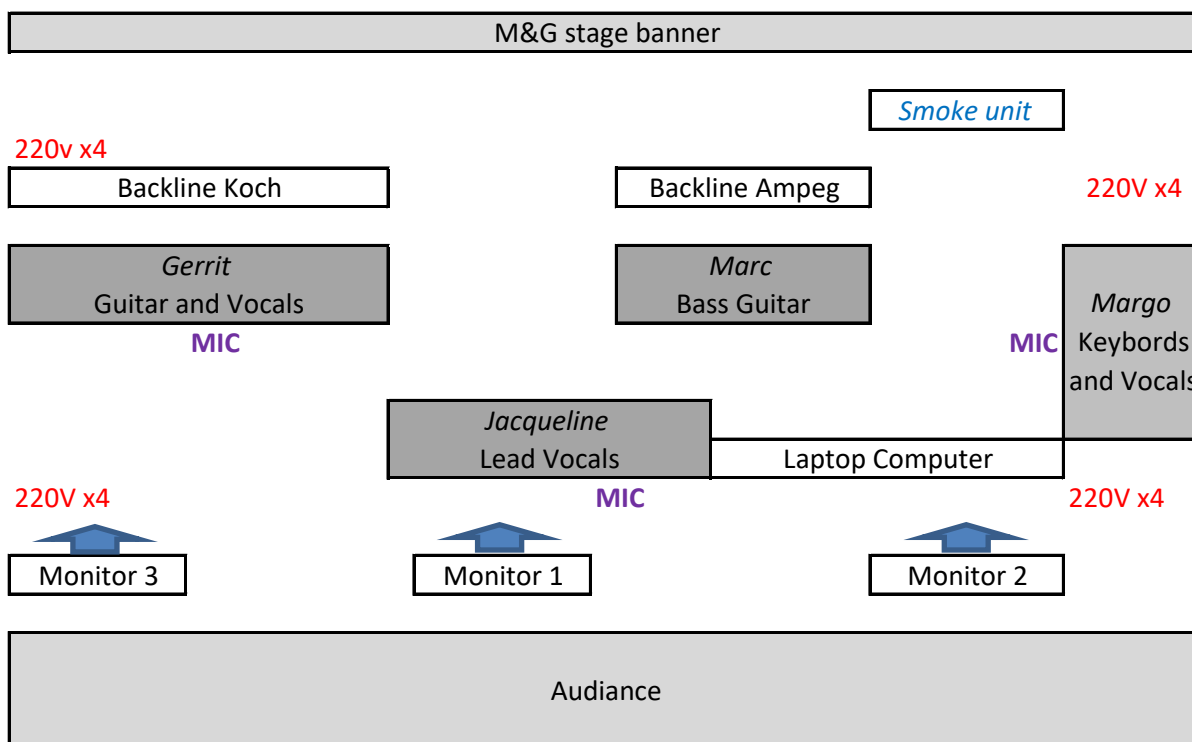 M&G stage banner
Smoke unit
220v x4
Backline Koch
Backline Ampeg
220V x4
Gerrit
Guitar and Vocals
MIC
Marc
Bass Guitar
MIC
Margo
Keybords
and Vocals
Jacqueline
Lead Vocals
Laptop Computer
220V x4
MIC
220V x4
Monitor 3
Monitor 1
Monitor 2
Audiance